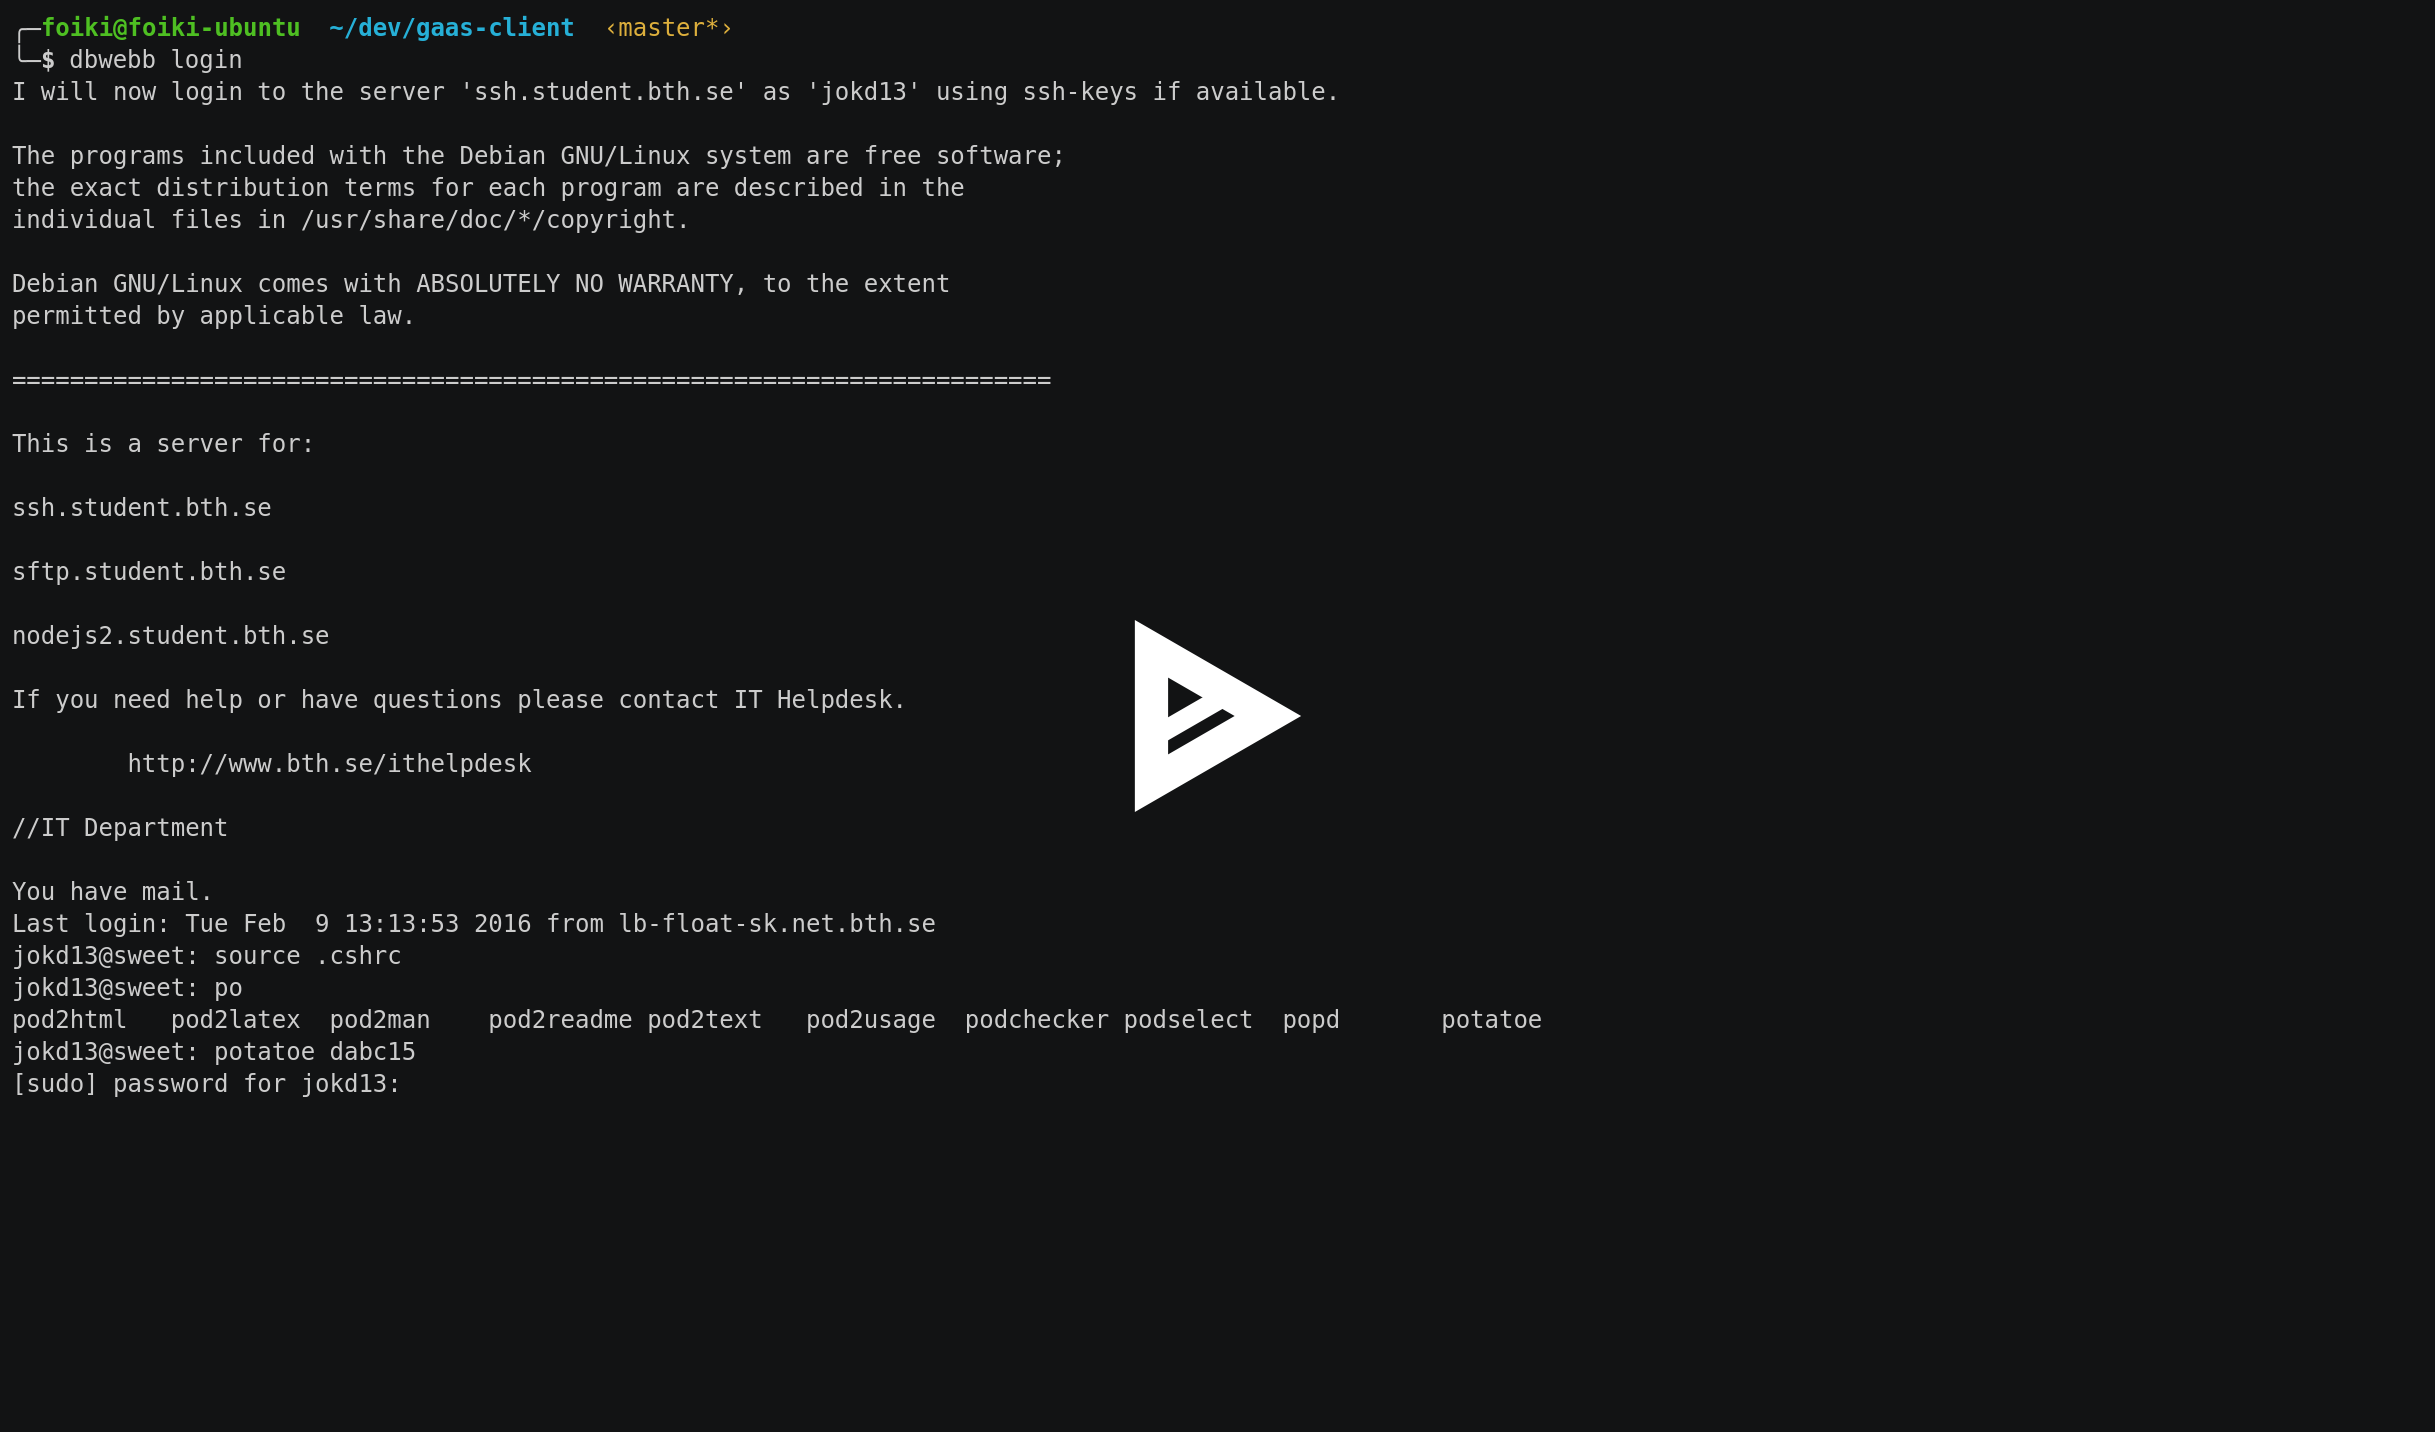 ╭─foiki@foiki-ubuntu  ~/dev/gaas-client  ‹master*›
╰─$ dbwebb login
I will now login to the server 'ssh.student.bth.se' as 'jokd13' using ssh-keys if available.

The programs included with the Debian GNU/Linux system are free software;
the exact distribution terms for each program are described in the
individual files in /usr/share/doc/*/copyright.

Debian GNU/Linux comes with ABSOLUTELY NO WARRANTY, to the extent
permitted by applicable law.

========================================================================

This is a server for:

ssh.student.bth.se

sftp.student.bth.se

nodejs2.student.bth.se

If you need help or have questions please contact IT Helpdesk.

        http://www.bth.se/ithelpdesk

//IT Department

You have mail.
Last login: Tue Feb  9 13:13:53 2016 from lb-float-sk.net.bth.se
jokd13@sweet: source .cshrc
jokd13@sweet: po
pod2html   pod2latex  pod2man    pod2readme pod2text   pod2usage  podchecker podselect  popd       potatoe
jokd13@sweet: potatoe dabc15
[sudo] password for jokd13: